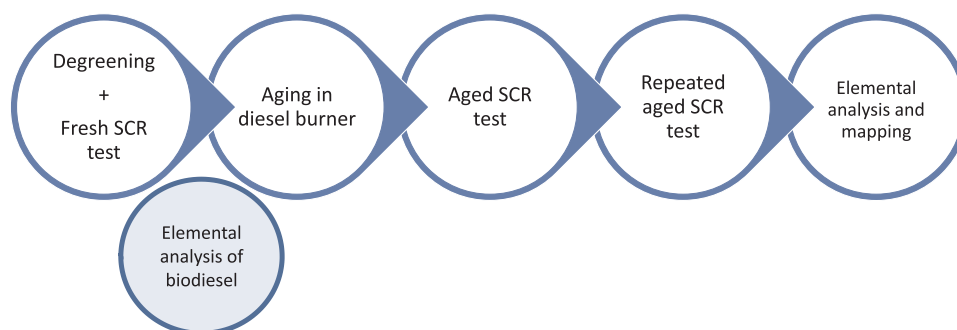 Degreening
+
Fresh SCR
test
Aging in
diesel burner
Aged SCR
test
Repeated
aged SCR
test
Elemental
analysis and
mapping
Elemental
analysis of
biodiesel